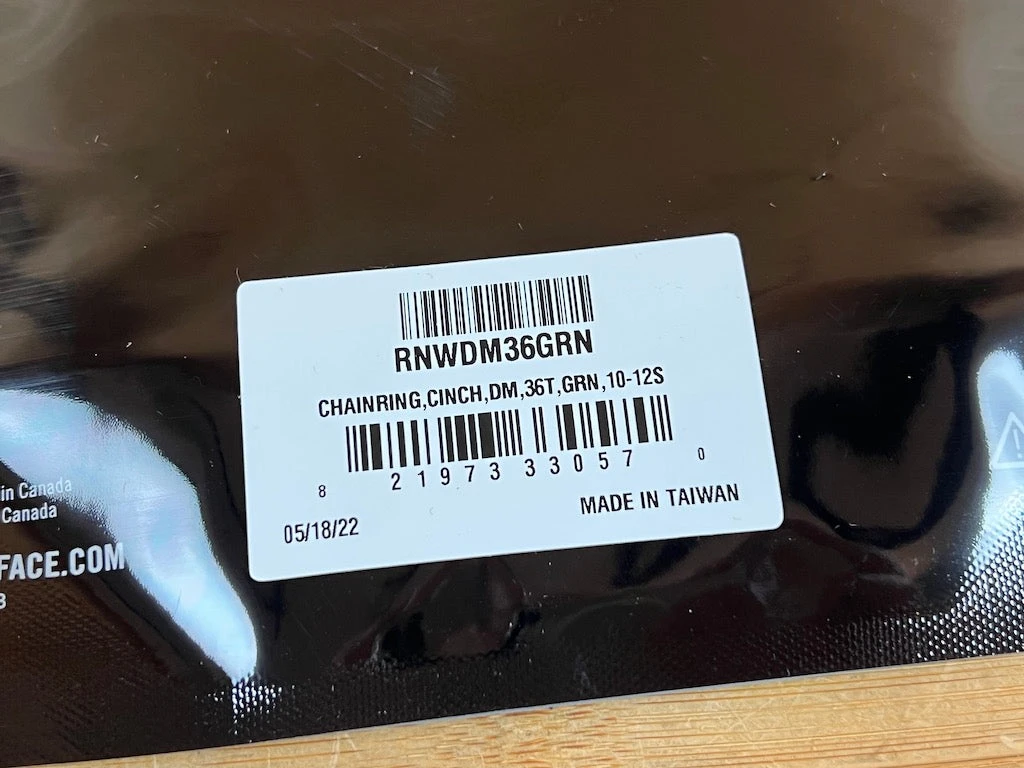 RNWDM36GRN
CHAINRING,CINCH,DM,36T,GRN,10-12S
8 21973 33057 0
05/18/22
MADE IN TAIWAN
in Canada
Canada
FACE.COM
3